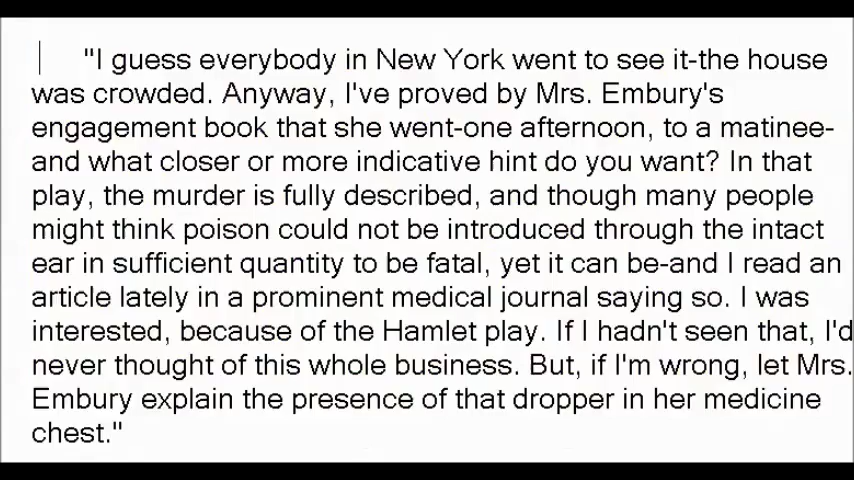 "I guess everybody in New York went to see it-the house
was crowded. Anyway, I've proved by Mrs. Embury's
engagement book that she went-one afternoon, to a matinee-
and what closer or more indicative hint do you want? In that
play, the murder is fully described, and though many people
might think poison could not be introduced through the intact
ear in sufficient quantity to be fatal, yet it can be-and I read an
article lately in a prominent medical journal saying so. I was
interested, because of the Hamlet play. If I hadn't seen that, I'd
never thought of this whole business. But, if I'm wrong, let Mrs.
Embury explain the presence of that dropper in her medicine
chest."